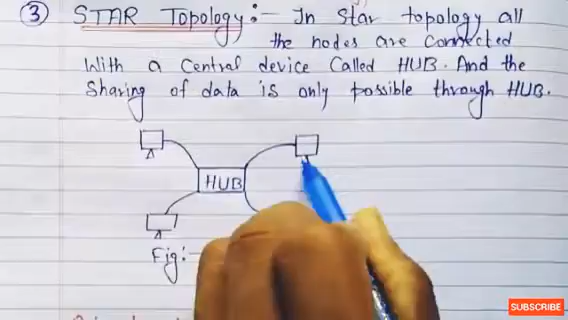 ③ STAR Topology:- In Star topology all
the nodes are connected
With a Central device Called HUB. And the
Sharing of data is only possible through HUB.
HUB
Fig:-
SUBSCRIBE